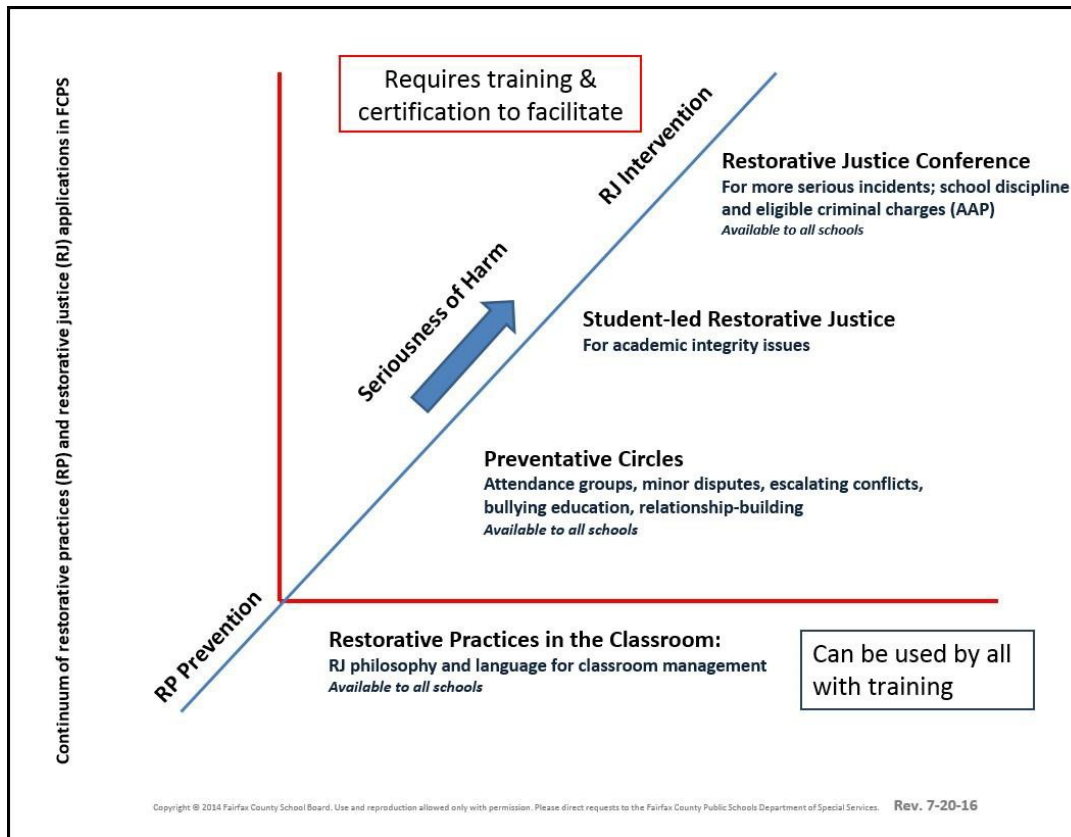 Continuum of restorative practices (RP) and restorative justice (RJ) applications in FCPS
Requires training &
certification to facilitate
RJ Intervention
Restorative Justice Conference
For more serious incidents; school discipline
and eligible criminal charges (AAP)
Available to all schools
Seriousness of Harm
Student-led Restorative Justice
For academic integrity issues
Preventative Circles
Attendance groups, minor disputes, escalating conflicts,
bullying education, relationship-building
Available to all schools
RP Prevention
Restorative Practices in the Classroom:
RJ philosophy and language for classroom management
Available to all schools
Can be used by all
with training
Copyright © 2014 Fairfax County School Board. Use and reproduction allowed only with permission. Please direct requests to the Fairfax County Public Schools Department of Special Services. Rev. 7-20-16